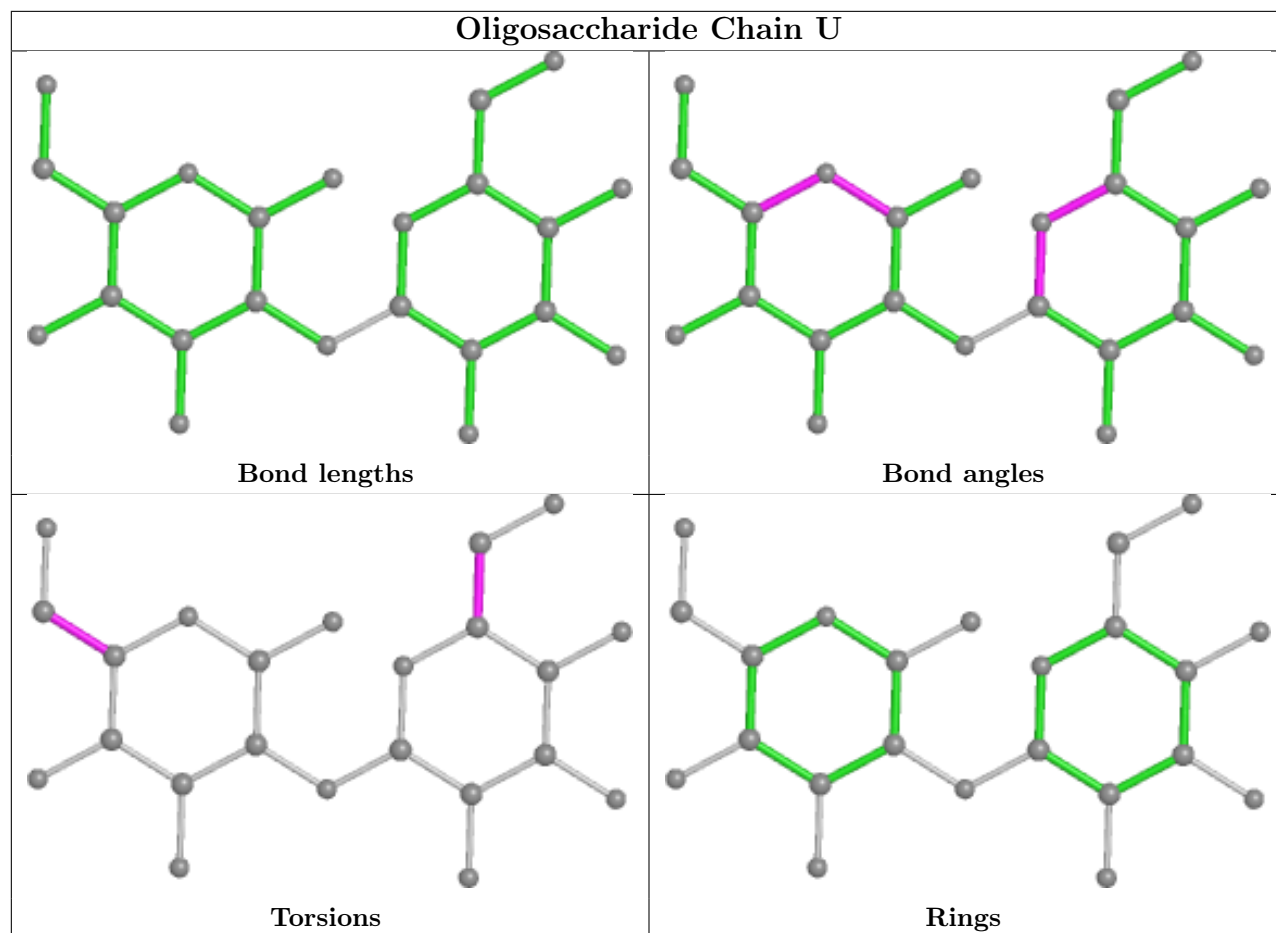 Oligosaccharide Chain U
Bond lengths
Bond angles
Torsions
Rings